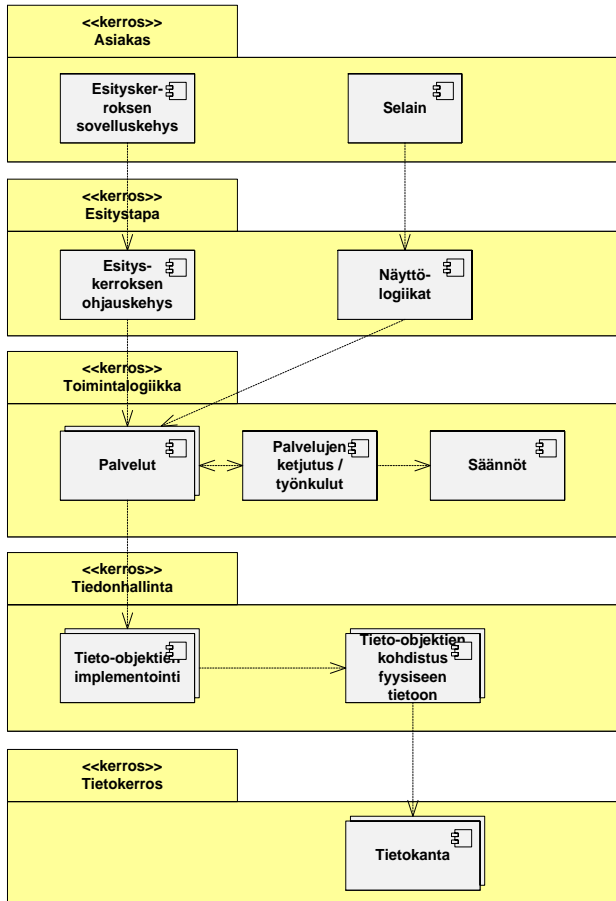 <<kerros>>
Asiakas
Esitysker-
roksen
sovelluskehys
Selain
<<kerros>>
Esitystapa
Esitys-
kerroksen
ohjauskehys
Näyttö-
logiikat
<<kerros>>
Toimintalogiikka
Palvelut
Palvelujen
ketjutus /
työnkulut
Säännöt
<<kerros>>
Tiedonhallinta
Tieto-objektien
implementointi
Tieto-objektien
kohdistus
fyysiseen
tietoon
<<kerros>>
Tietokerros
Tietokanta